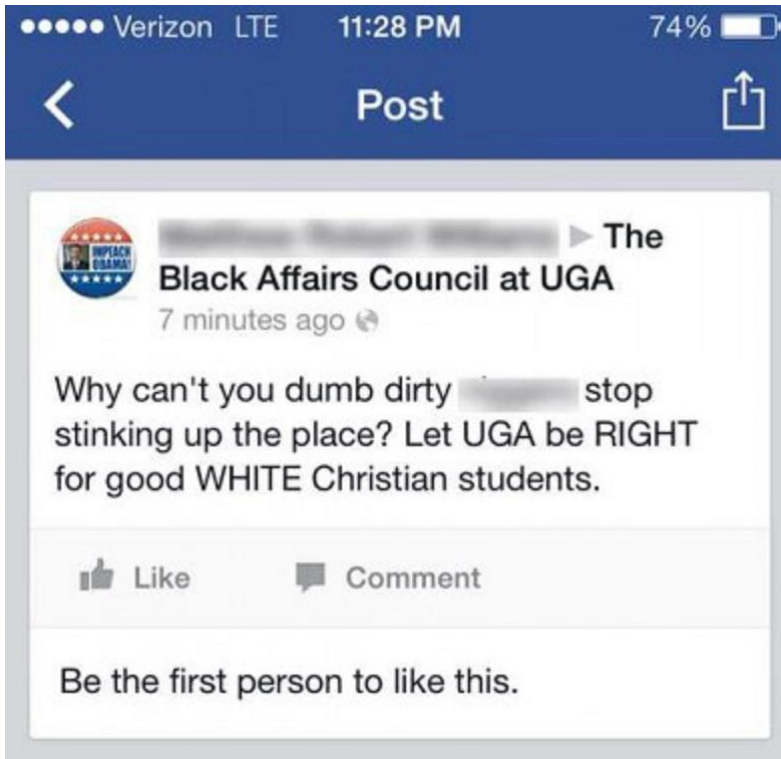 Verizon LTE 11:28 PM 74%
Post
IMPEACH
OBAMA!
The
Black Affairs Council at UGA
7 minutes ago
Why can't you dumb dirty stop
stinking up the place? Let UGA be RIGHT
for good WHITE Christian students.
Like Comment
Be the first person to like this.